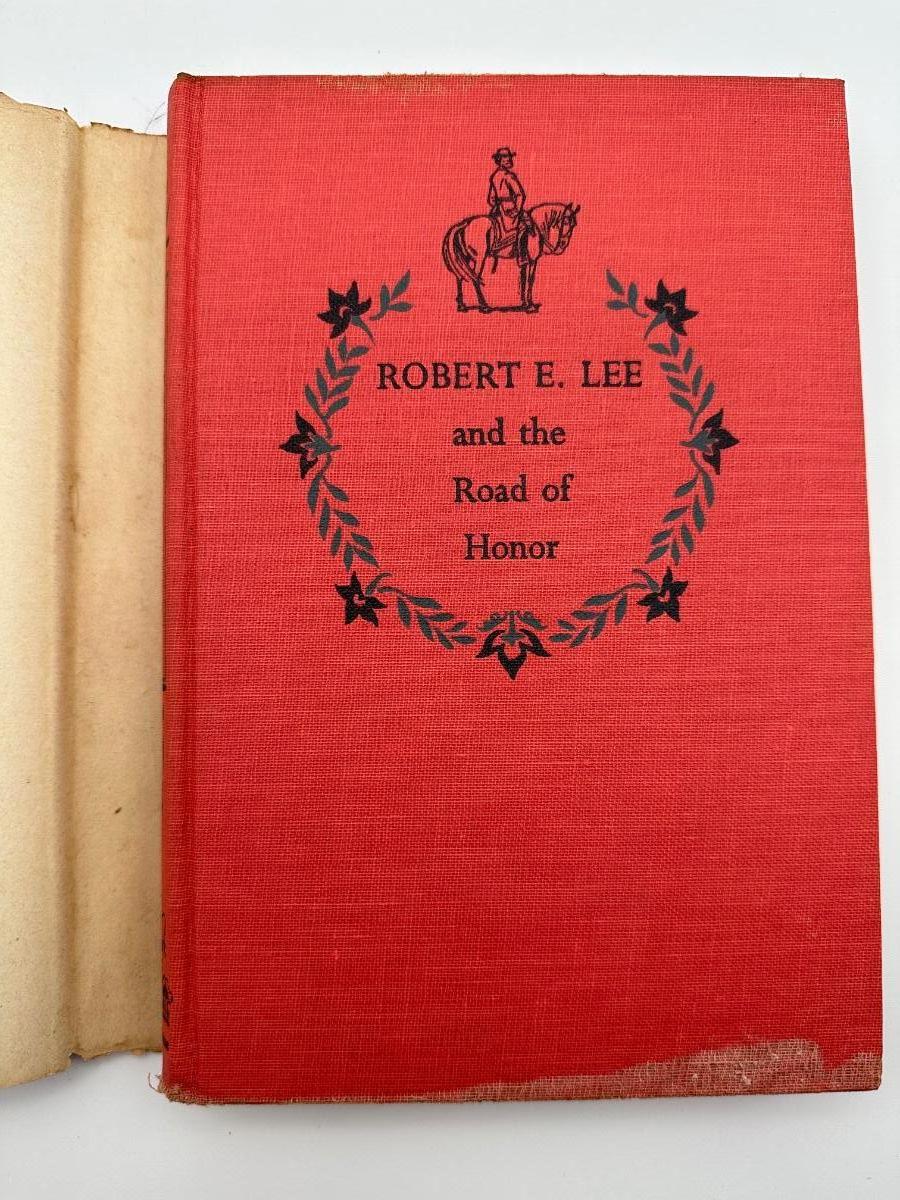 ROBERT E. LEE
and the
Road of
Honor